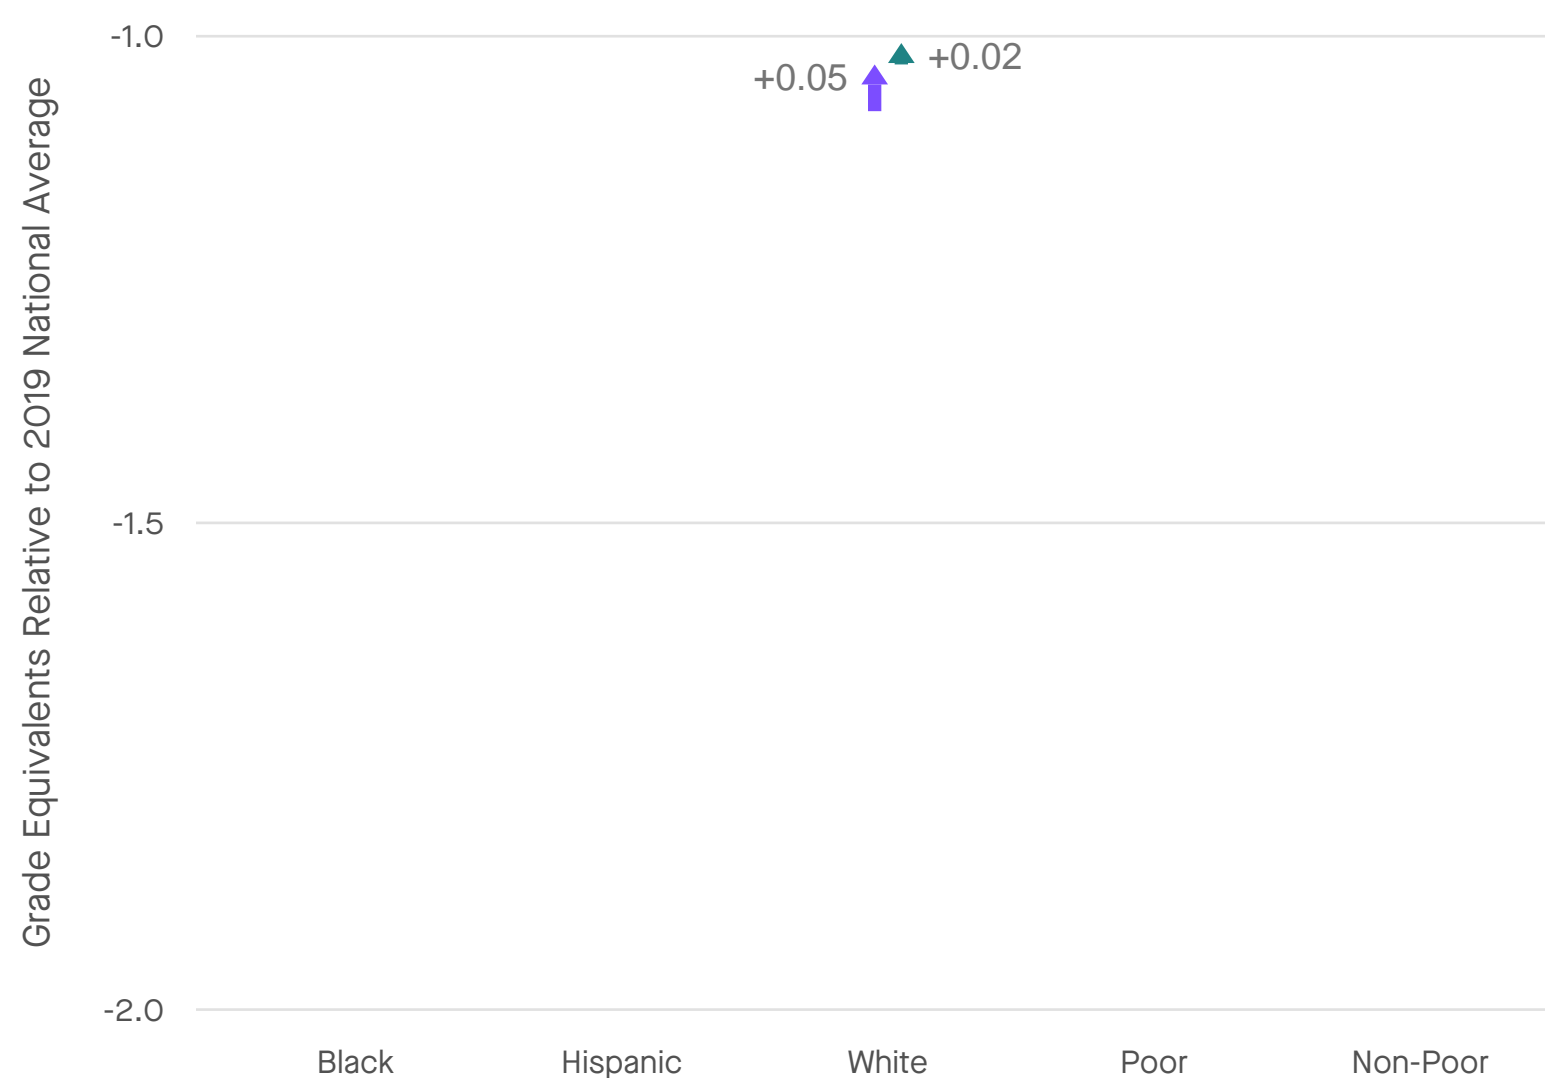 Grade Equivalents Relative to 2019 National Average
-1.0
+0.05
+0.02
-1.5
-2.0
Black
Hispanic
White
Poor
Non-Poor